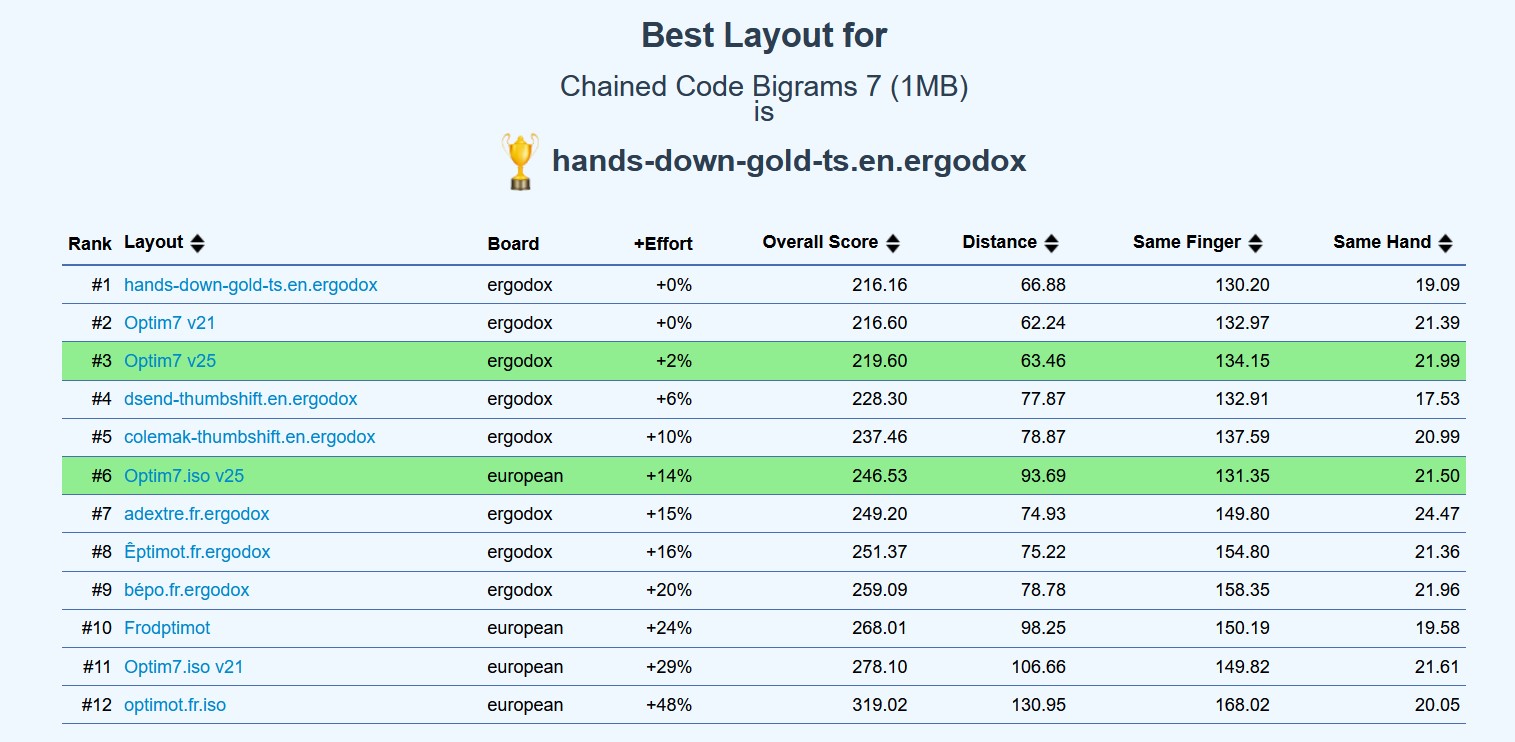 Best Layout for
Chained Code Bigrams 7 (1MB)
is
hands-down-gold-ts.en.ergodox
Rank Layout Board +Effort Overall Score Distance Same Finger Same Hand
#1 hands-down-gold-ts.en.ergodox ergodox +0% 216.16 66.88 130.20 19.09
#2 Optim7 v21 ergodox +0% 216.60 62.24 132.97 21.39
#3 Optim7 v25 ergodox +2% 219.60 63.46 134.15 21.99
#4 dsend-thumbshift.en.ergodox ergodox +6% 228.30 77.87 132.91 17.53
#5 colemak-thumbshift.en.ergodox ergodox +10% 237.46 78.87 137.59 20.99
#6 Optim7.iso v25 european +14% 246.53 93.69 131.35 21.50
#7 adextre.fr.ergodox ergodox +15% 249.20 74.93 149.80 24.47
#8 Êptimot.fr.ergodox ergodox +16% 251.37 75.22 154.80 21.36
#9 bépo.fr.ergodox ergodox +20% 259.09 78.78 158.35 21.96
#10 Frodptimot european +24% 268.01 98.25 150.19 19.58
#11 Optim7.iso v21 european +29% 278.10 106.66 149.82 21.61
#12 optimot.fr.iso european +48% 319.02 130.95 168.02 20.05